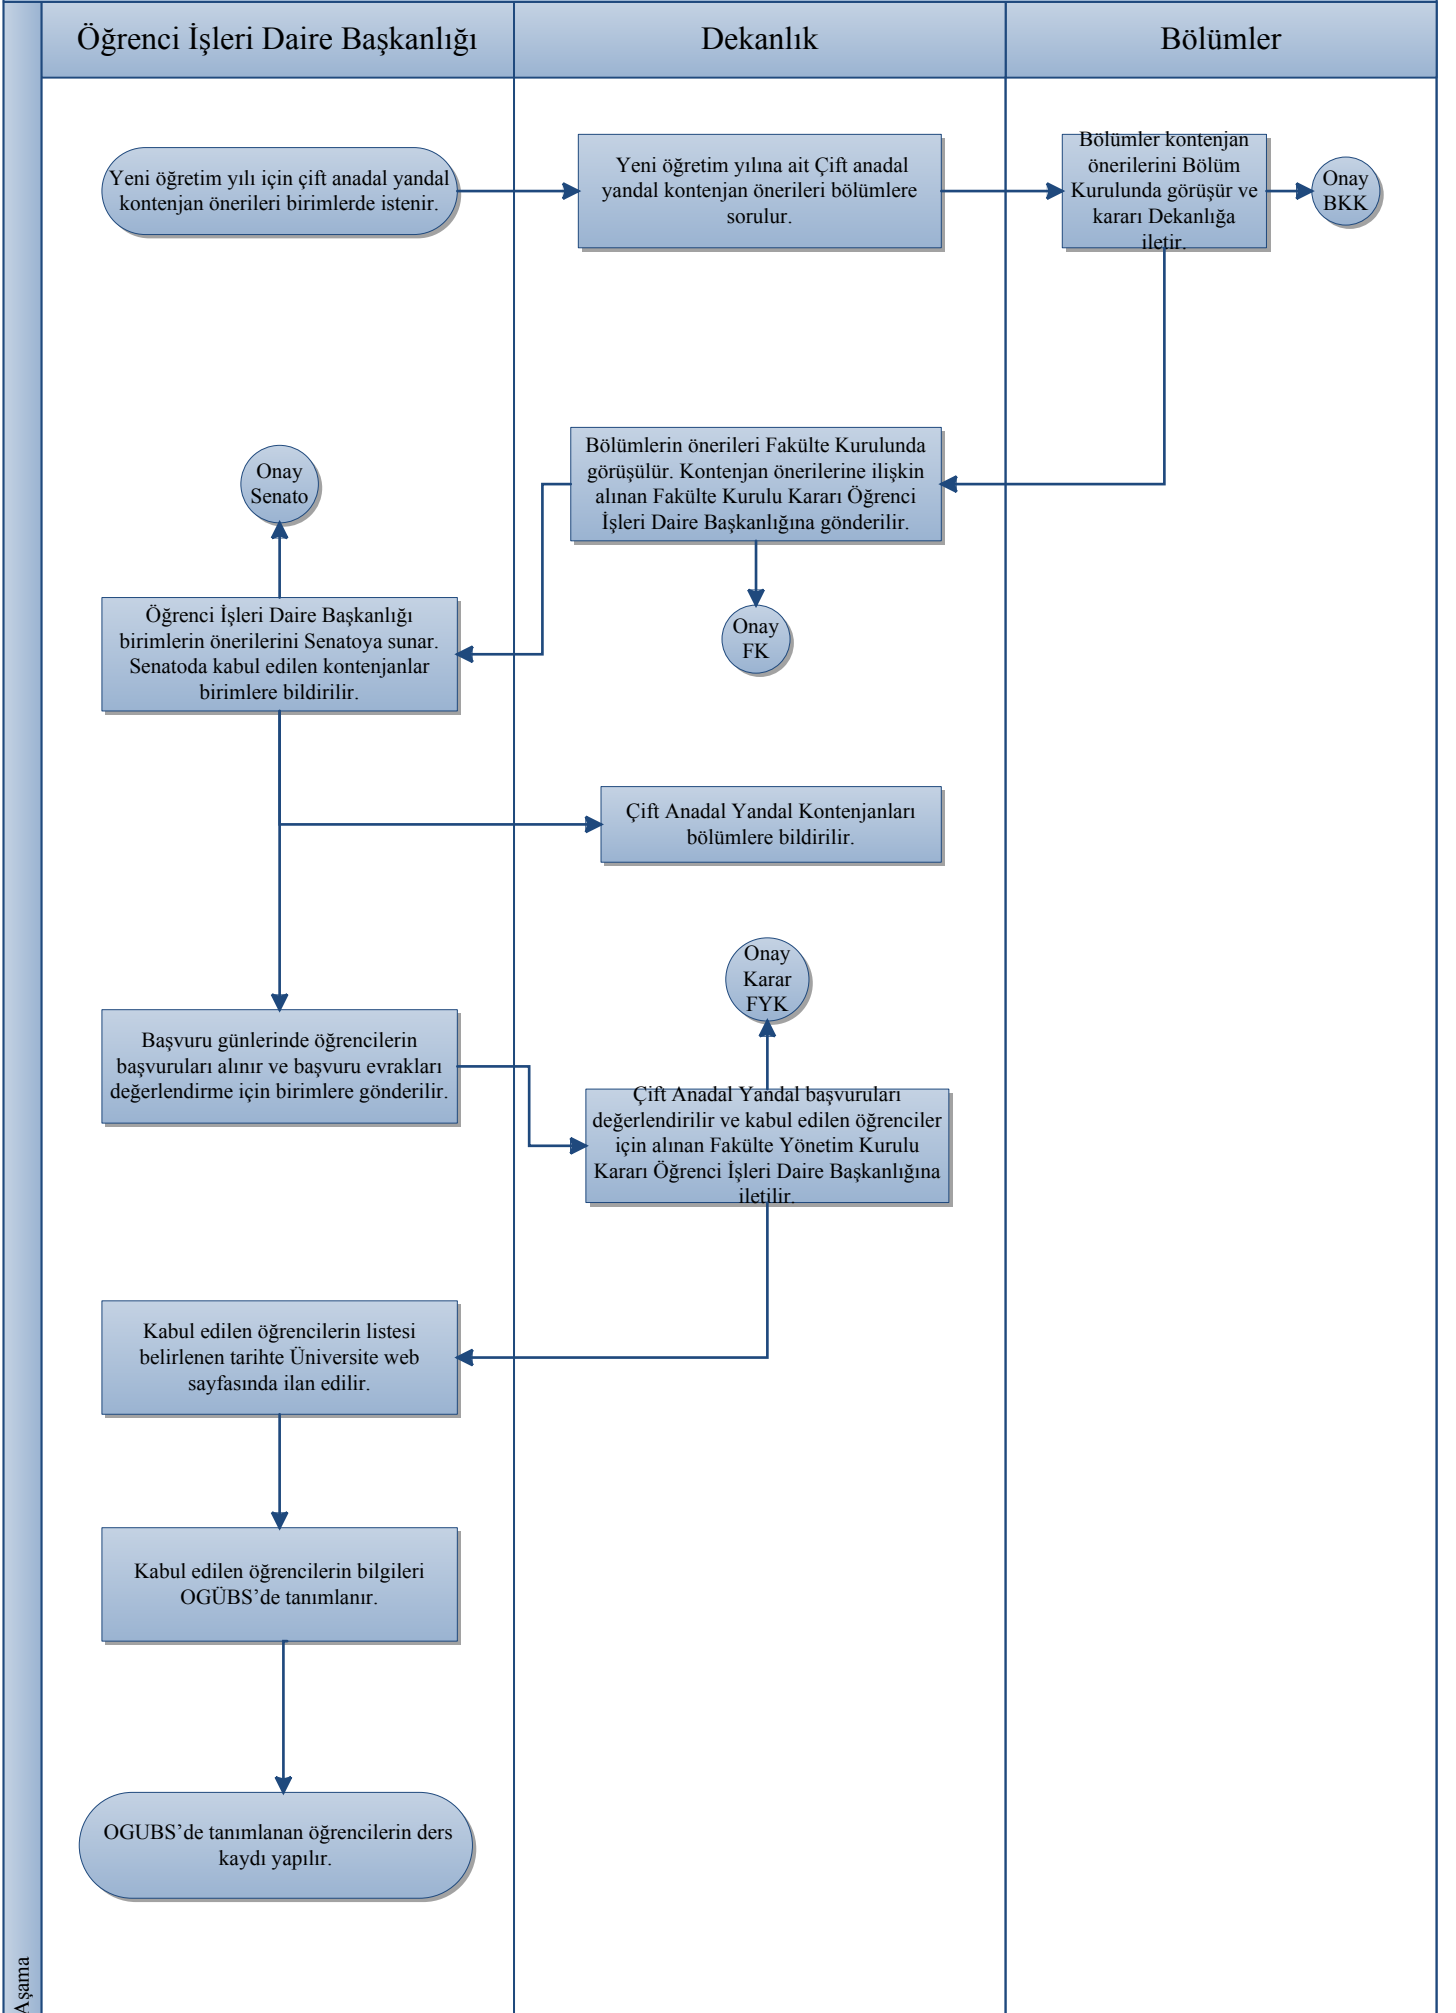 Öğrenci İşleri Daire Başkanlığı
Dekanlık
Bölümler
Yeni öğretim yılı için çift anadal yandal
kontenjan önerileri birimlerde istenir.
Yeni öğretim yılına ait Çift anadal
yandal kontenjan önerileri bölümlere
sorulur.
Bölümler kontenjan
önerilerini Bölüm
Kurulunda görüşür ve
kararı Dekanlığa
iletir.
Onay
BKK
Bölümlerin önerileri Fakülte Kurulunda
görüşülür. Kontenjan önerilerine ilişkin
alınan Fakülte Kurulu Kararı Öğrenci
İşleri Daire Başkanlığına gönderilir.
Onay
Senato
Onay
FK
Öğrenci İşleri Daire Başkanlığı
birimlerin önerilerini Senatoya sunar.
Senatoda kabul edilen kontenjanlar
birimlere bildirilir.
Çift Anadal Yandal Kontenjanları
bölümlere bildirilir.
Onay
Karar
FYK
Başvuru günlerinde öğrencilerin
başvuruları alınır ve başvuru evrakları
değerlendirme için birimlere gönderilir.
Çift Anadal Yandal başvuruları
değerlendirilir ve kabul edilen öğrenciler
için alınan Fakülte Yönetim Kurulu
Kararı Öğrenci İşleri Daire Başkanlığına
iletilir.
Kabul edilen öğrencilerin listesi
belirlenen tarihte Üniversite web
sayfasında ilan edilir.
Kabul edilen öğrencilerin bilgileri
OGÜBS’de tanımlanır.
OGUBS’de tanımlanan öğrencilerin ders
kaydı yapılır.
Aşama